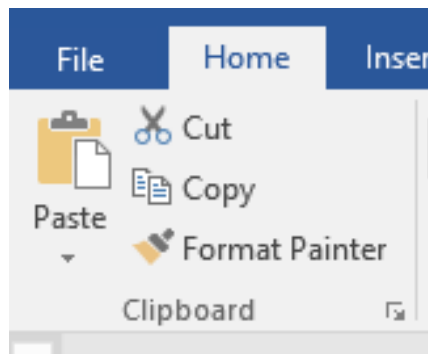 File Home Inser
Cut
Copy
Paste
Format Painter
Clipboard